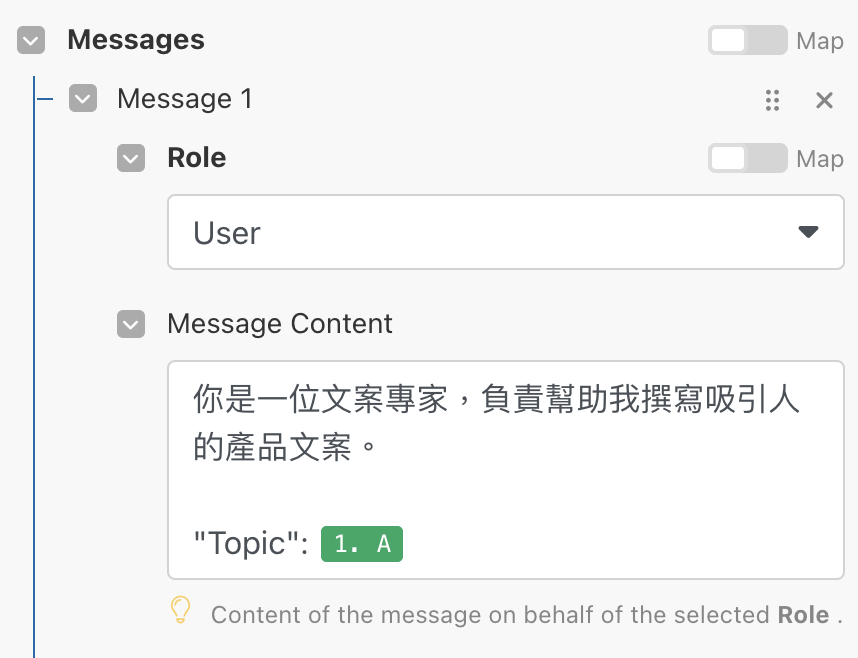 Messages
Map
Message 1
Role
Map
User
Message Content
你是一位文案專家，負責幫助我撰寫吸引人
的產品文案。
"Topic": 1. A
Content of the message on behalf of the selected Role .